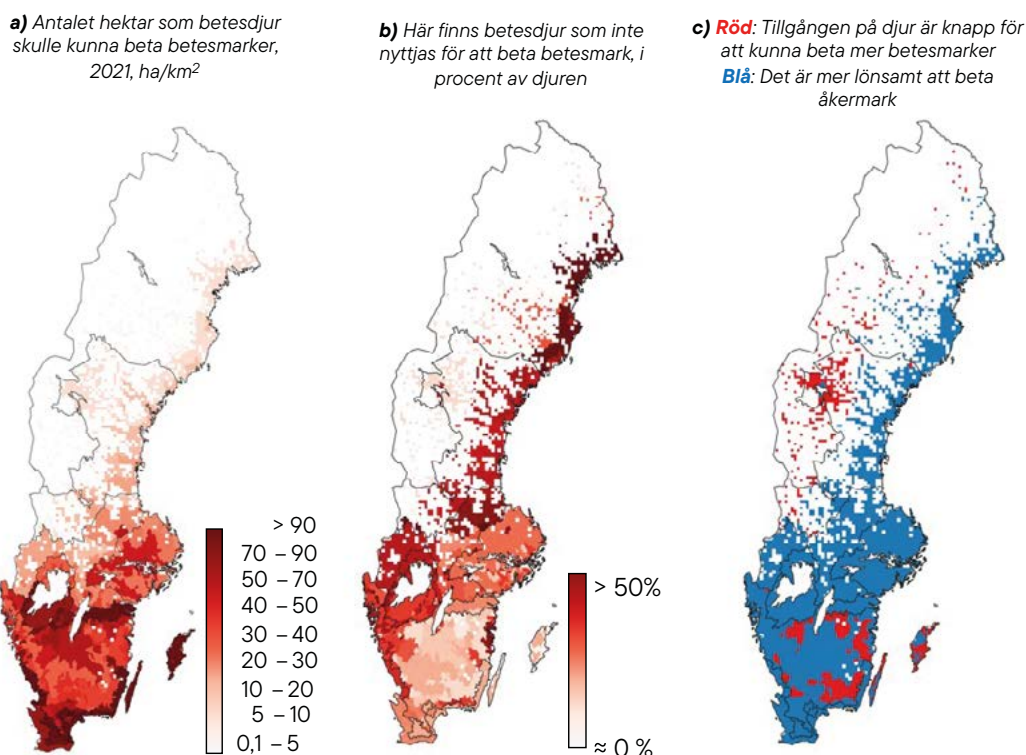 a) Antalet hektar som betesdjur
skulle kunna beta betesmarker,
2021, ha/km²
b) Här finns betesdjur som inte
nyttjas för att beta betesmark, i
procent av djuren
c) Röd: Tillgången på djur är knapp för
att kunna beta mer betesmarker
Blå: Det är mer lönsamt att beta
åkermark
> 90
70 – 90
50 – 70
40 – 50
30 – 40
20 – 30
10 – 20
5 – 10
0,1 – 5
> 50%
≈ 0 %